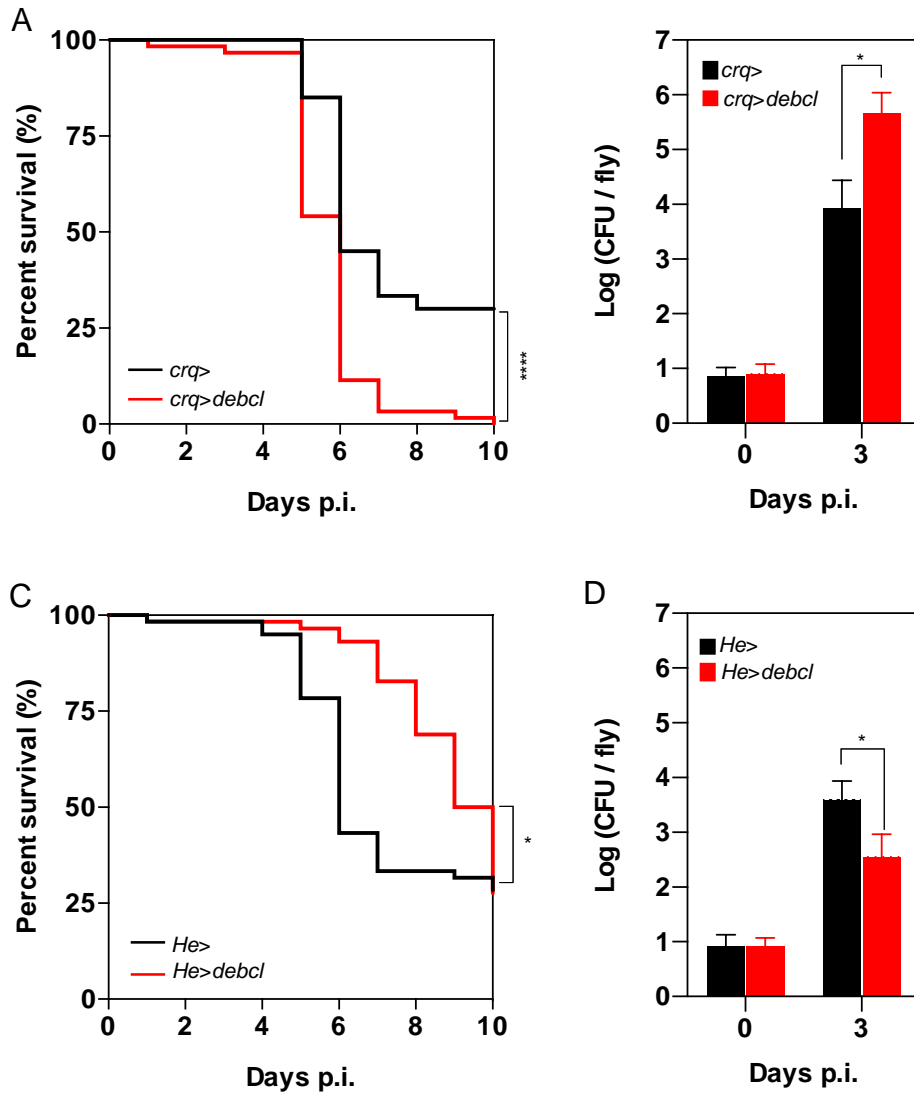 A
Percent survival (%)
100
75
50
25
0
0 2 4 6 8 10
Days p.i.
crq>
crq>debcl
****
Log (CFU / fly)
7
6
5
4
3
2
1
0
0 3
Days p.i.
crq>
crq>debcl
*
C
Percent survival (%)
100
75
50
25
0
0 2 4 6 8 10
Days p.i.
He>
He>debcl
*
D
Log (CFU / fly)
7
6
5
4
3
2
1
0
0 3
Days p.i.
He>
He>debcl
*